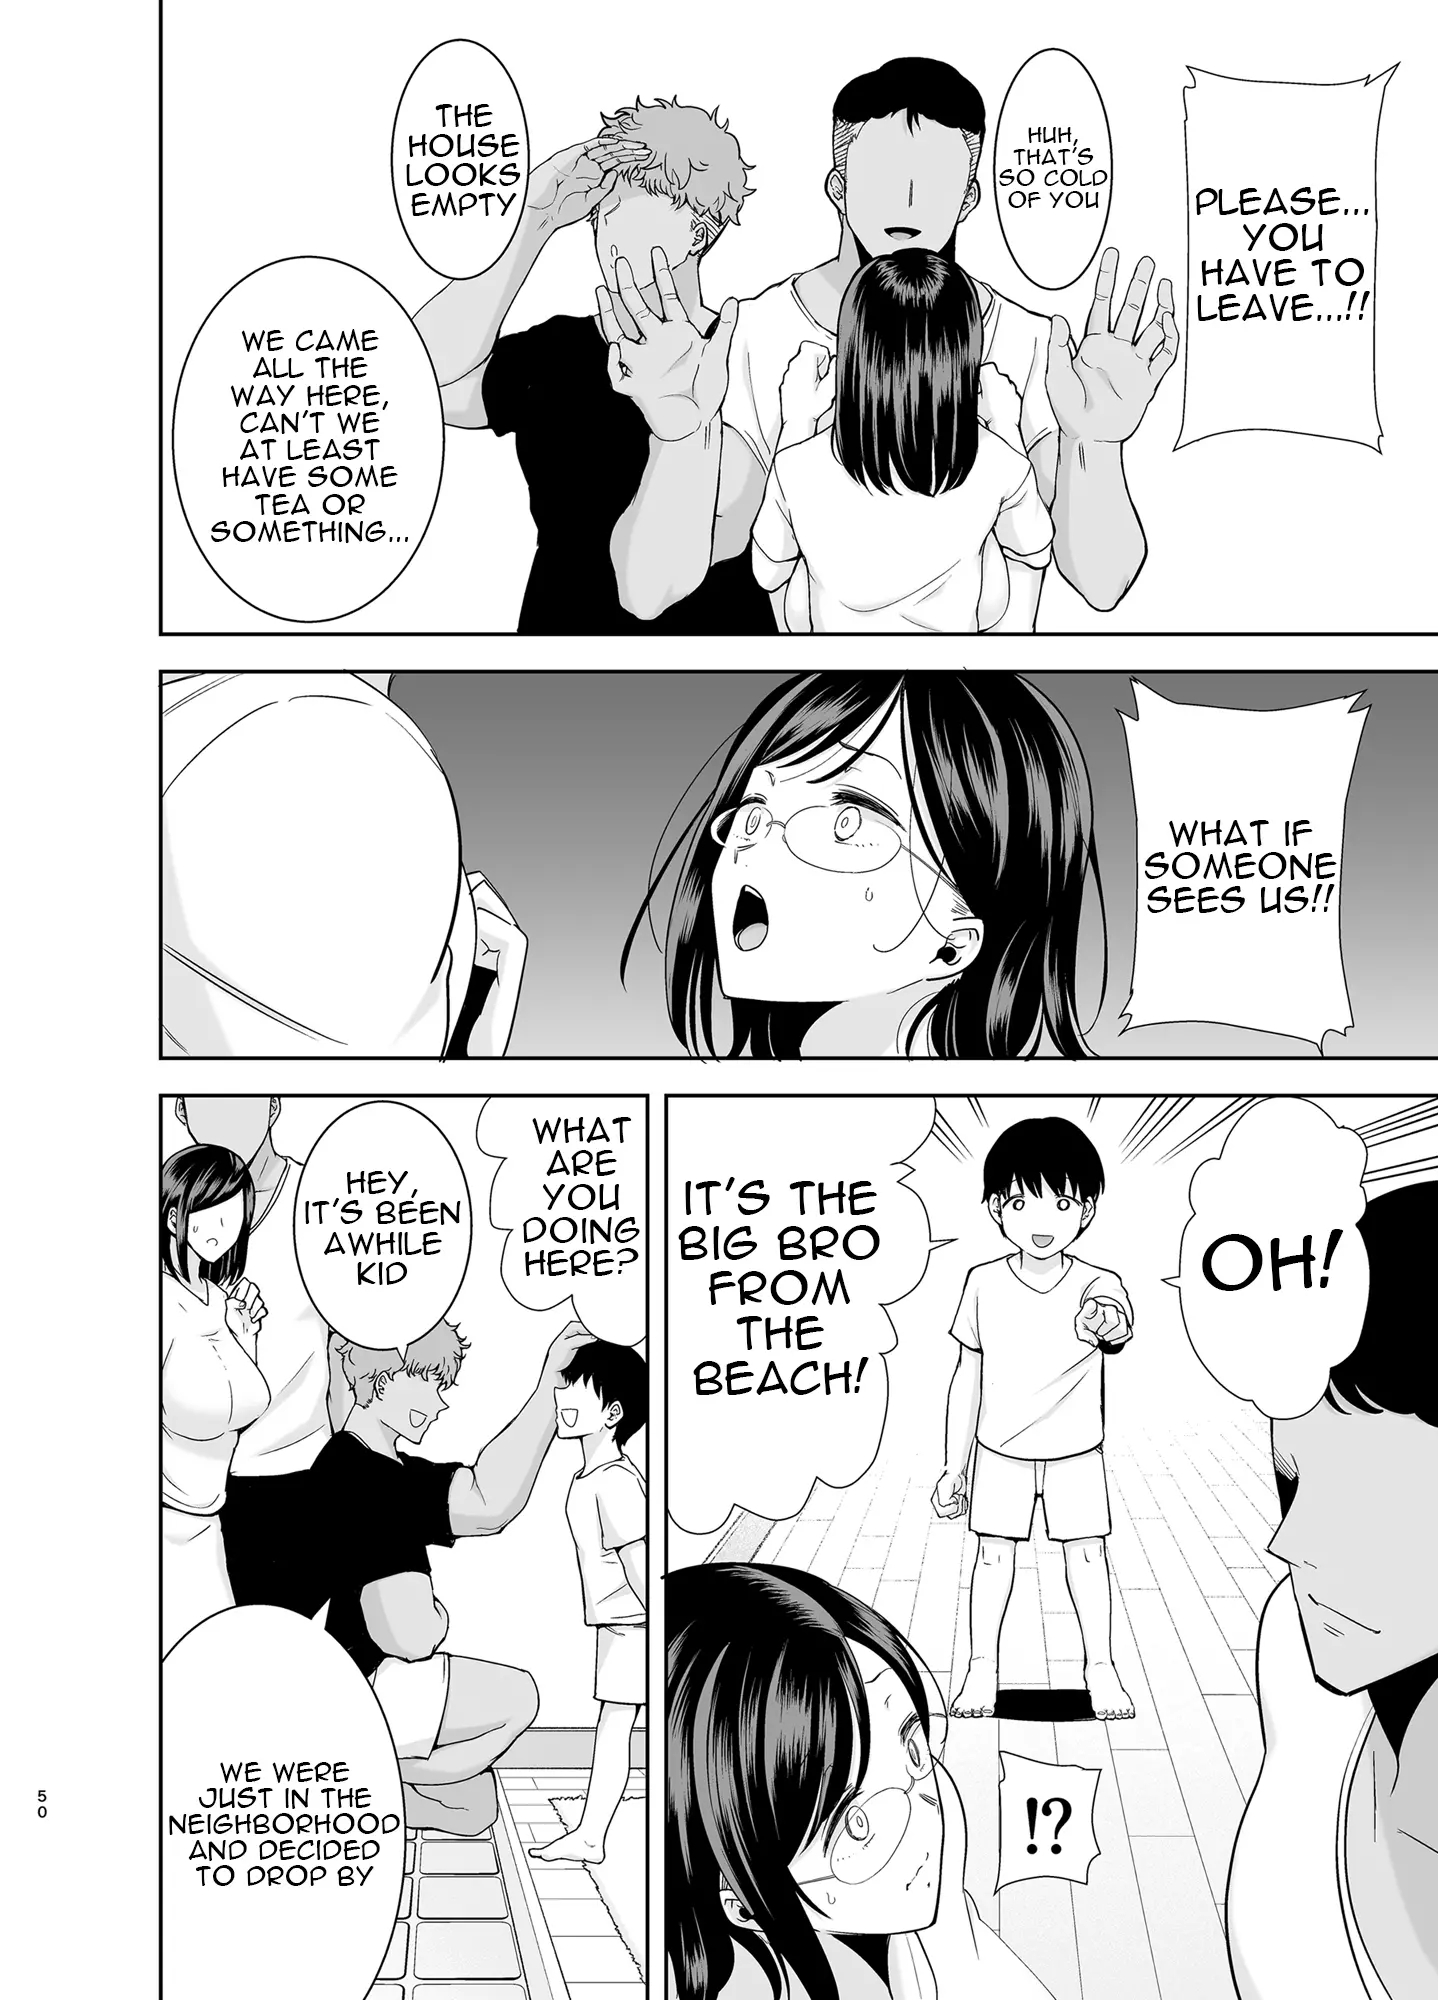 PLEASE...
YOU
HAVE TO
LEAVE...!!
HUH,
THAT'S
SO COLD
OF YOU
THE
HOUSE
LOOKS
EMPTY
WE CAME
ALL THE
WAY HERE,
CAN'T WE
AT LEAST
HAVE SOME
TEA OR
SOMETHING...
WHAT IF
SOMEONE
SEES US!!
OH!
IT'S THE
BIG BRO
FROM
THE
BEACH!
!?
WHAT
ARE
YOU
DOING
HERE?
HEY,
IT'S BEEN
AWHILE
KID
WE WERE
JUST IN THE
NEIGHBORHOOD
AND DECIDED
TO DROP BY
50